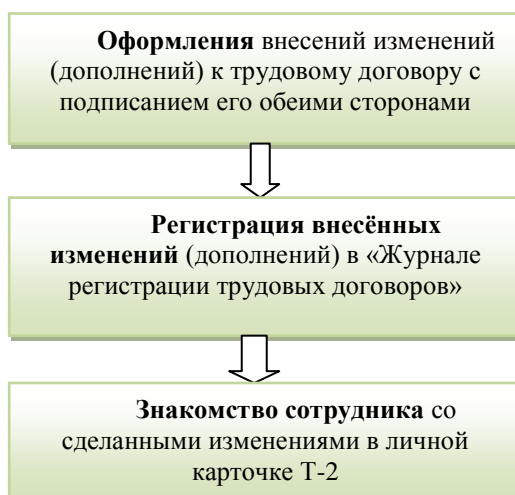 Оформления внесений изменений
(дополнений) к трудовому договору с
подписанием его обеими сторонами
Регистрация внесённых
изменений (дополнений) в «Журнале
регистрации трудовых договоров»
Знакомство сотрудника со
сделанными изменениями в личной
карточке Т-2